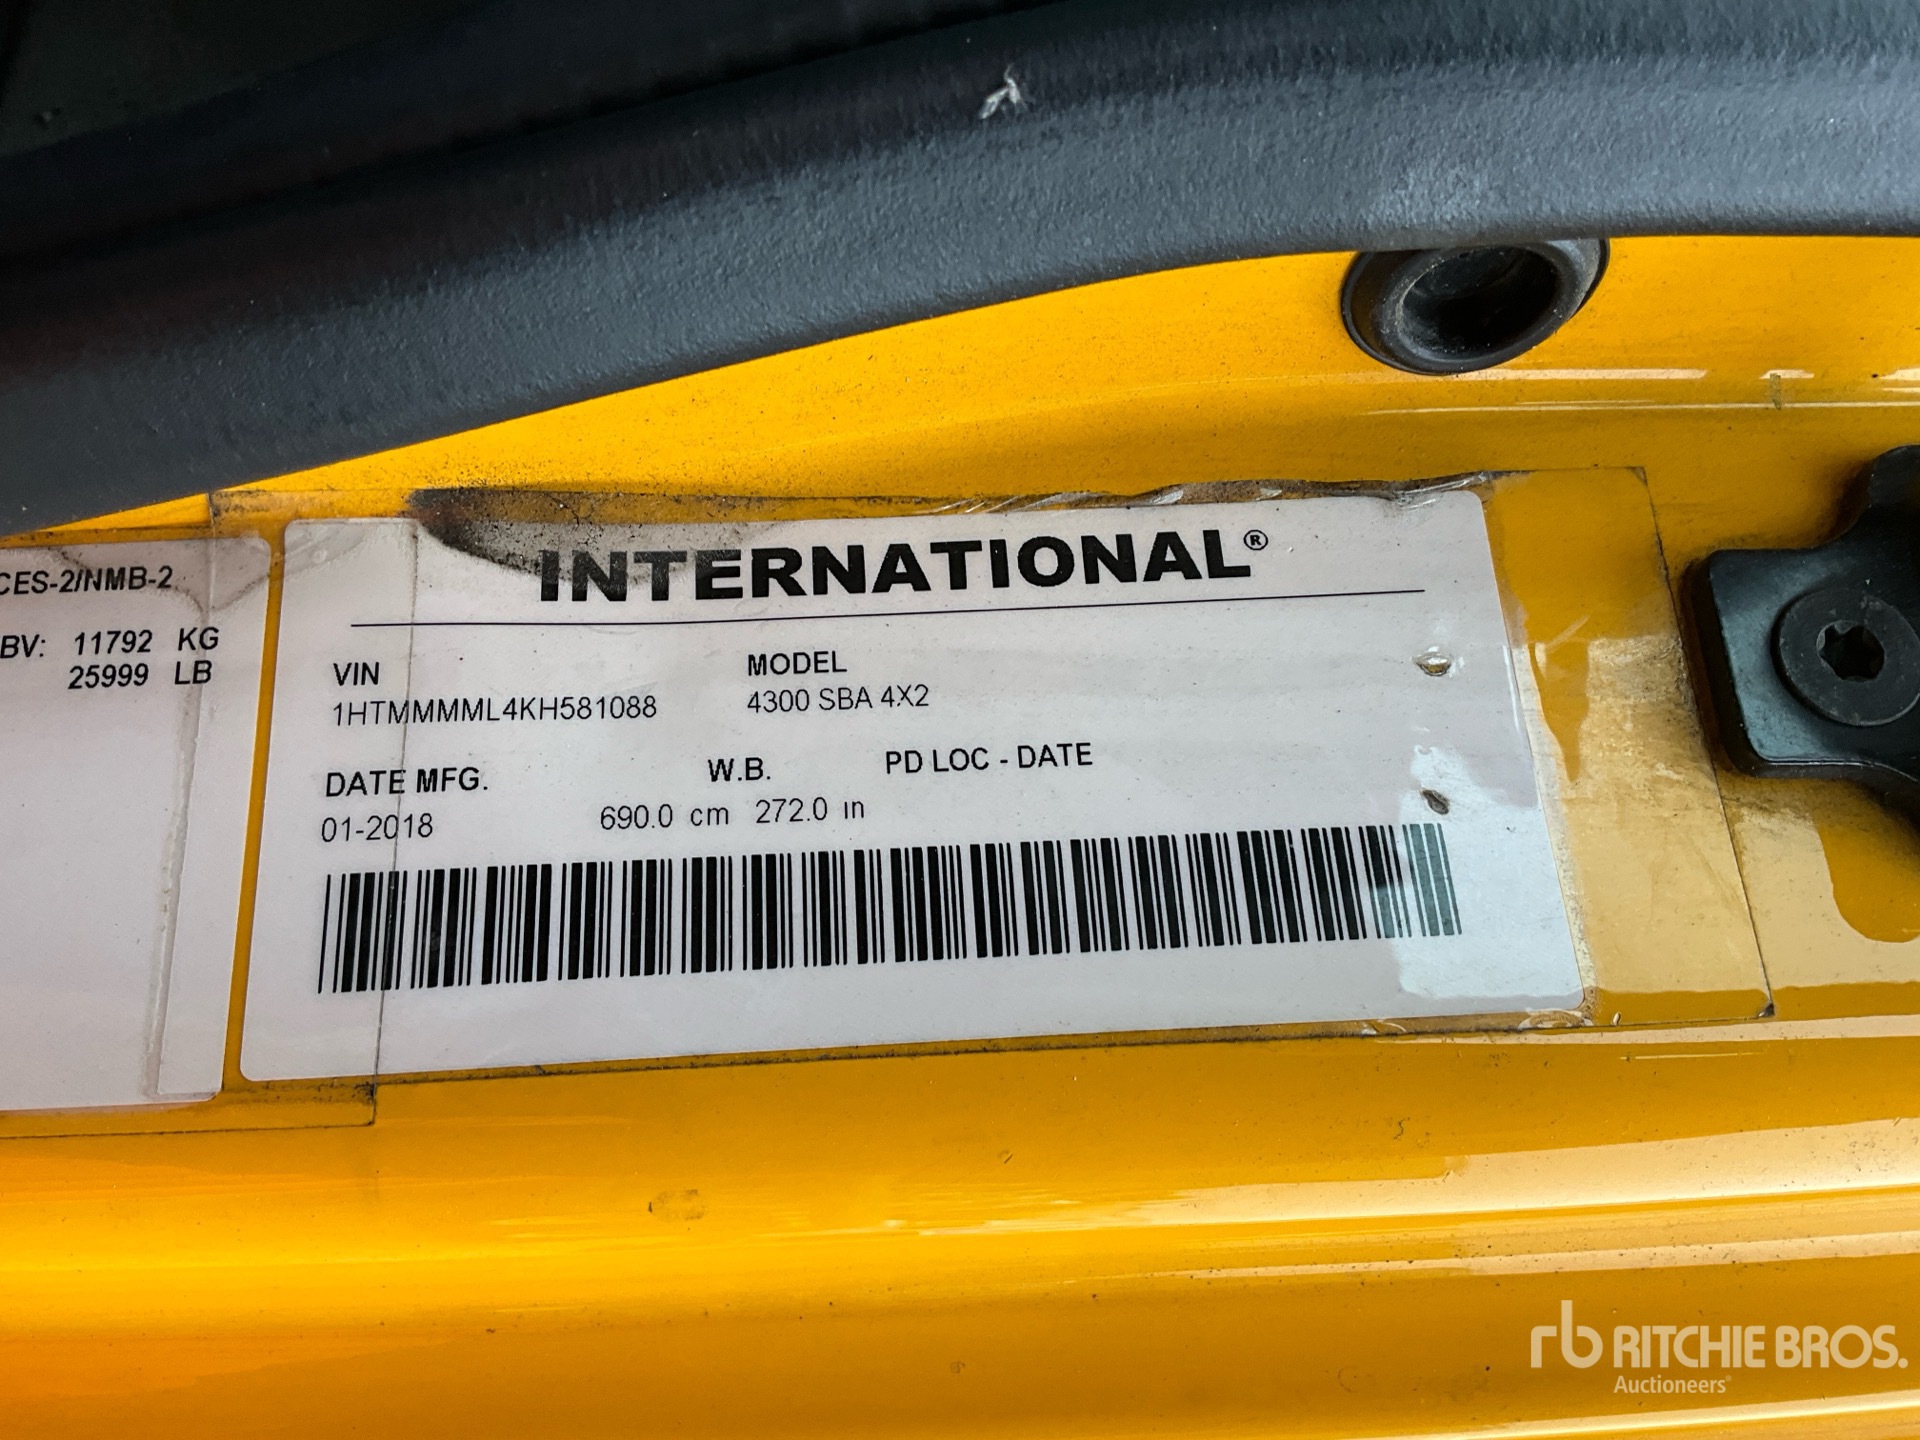 CES-2/NMB-2
BV: 11792 KG
25999 LB
INTERNATIONAL®
VIN
1HTMMMML4KH581088
MODEL
4300 SBA 4X2
DATE MFG.
01-2018
W.B.
690.0 cm 272.0 in
PD LOC - DATE
rb RITCHIE BROS.
Auctioneers®